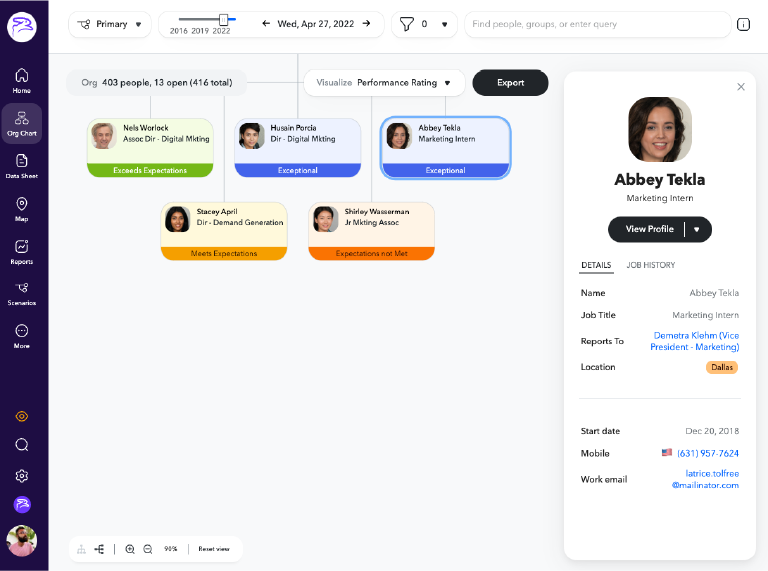 Primary
2016 2019 2022
Wed, Apr 27, 2022
0
Find people, groups, or enter query
Home
Org Chart
Data Sheet
Map
Reports
Scenarios
More
Org 403 people, 13 open (416 total)
Visualize Performance Rating
Export
Nels Worlock
Assoc Dir - Digital Mkting
Exceeds Expectations
Husain Porcia
Dir - Digital Mkting
Exceptional
Abbey Tekla
Marketing Intern
Exceptional
Stacey April
Dir - Demand Generation
Meets Expectations
Shirley Wasserman
Jr Mkting Assoc
Expectations not Met
90%
Reset view
Abbey Tekla
Marketing Intern
View Profile
DETAILS JOB HISTORY
Name Abbey Tekla
Job Title Marketing Intern
Reports To Demetra Klehm (Vice
President - Marketing)
Location Dallas
Start date Dec 20, 2018
Mobile (631) 957-7624
Work email latrice.tolfree
@mailinator.com